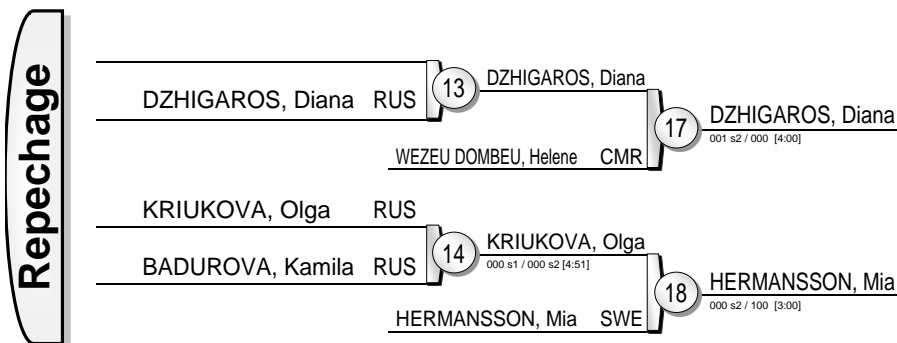 Repechage
DZHIGAROS, Diana RUS
13
DZHIGAROS, Diana
WEZEU DOMBEU, Helene CMR
17
DZHIGAROS, Diana
001 s2 / 000 [4:00]
KRIUKOVA, Olga RUS
BADUROVA, Kamila RUS
14
KRIUKOVA, Olga
000 s1 / 000 s2 [4:51]
HERMANSSON, Mia SWE
18
HERMANSSON, Mia
000 s2 / 100 [3:00]